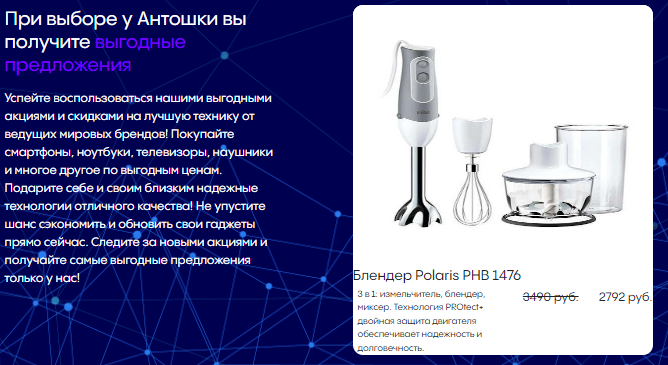 При выборе у Антошки вы
получите выгодные
предложения
Успейте воспользоваться нашими выгодными
акциями и скидками на лучшую технику от
ведущих мировых брендов! Покупайте
смартфоны, ноутбуки, телевизоры, наушники
и многое другое по выгодным ценам.
Подарите себе и своим близким надежные
технологии отличного качества! Не упустите
шанс сэкономить и обновить свои гаджеты
прямо сейчас. Следите за новыми акциями и
получайте самые выгодные предложения
только у нас!
Блендер Polaris PHB 1476
3 в 1: измельчитель, блендер,
миксер. Технология PROtect+
двойная защита двигателя
обеспечивает надежность и
долговечность.
3490 руб. 2792 руб.